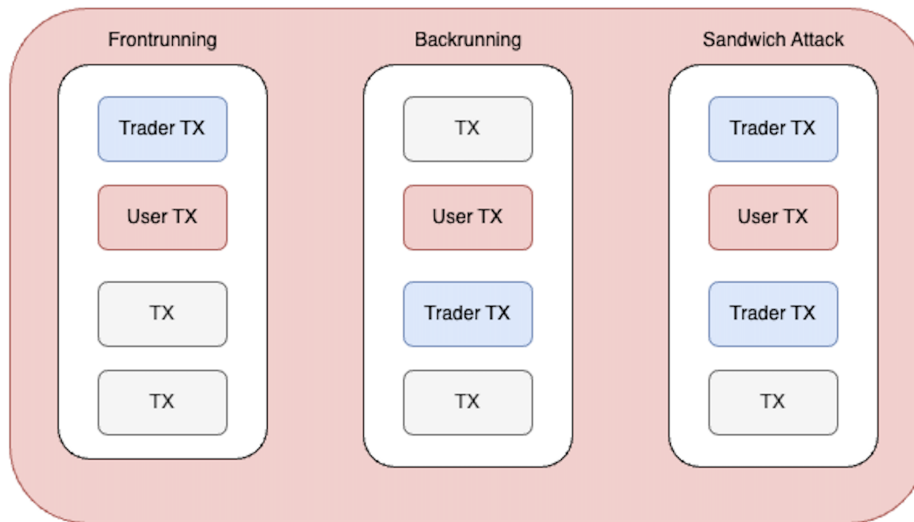 Frontrunning
Trader TX
User TX
TX
TX
Backrunning
TX
User TX
Trader TX
TX
Sandwich Attack
Trader TX
User TX
Trader TX
TX